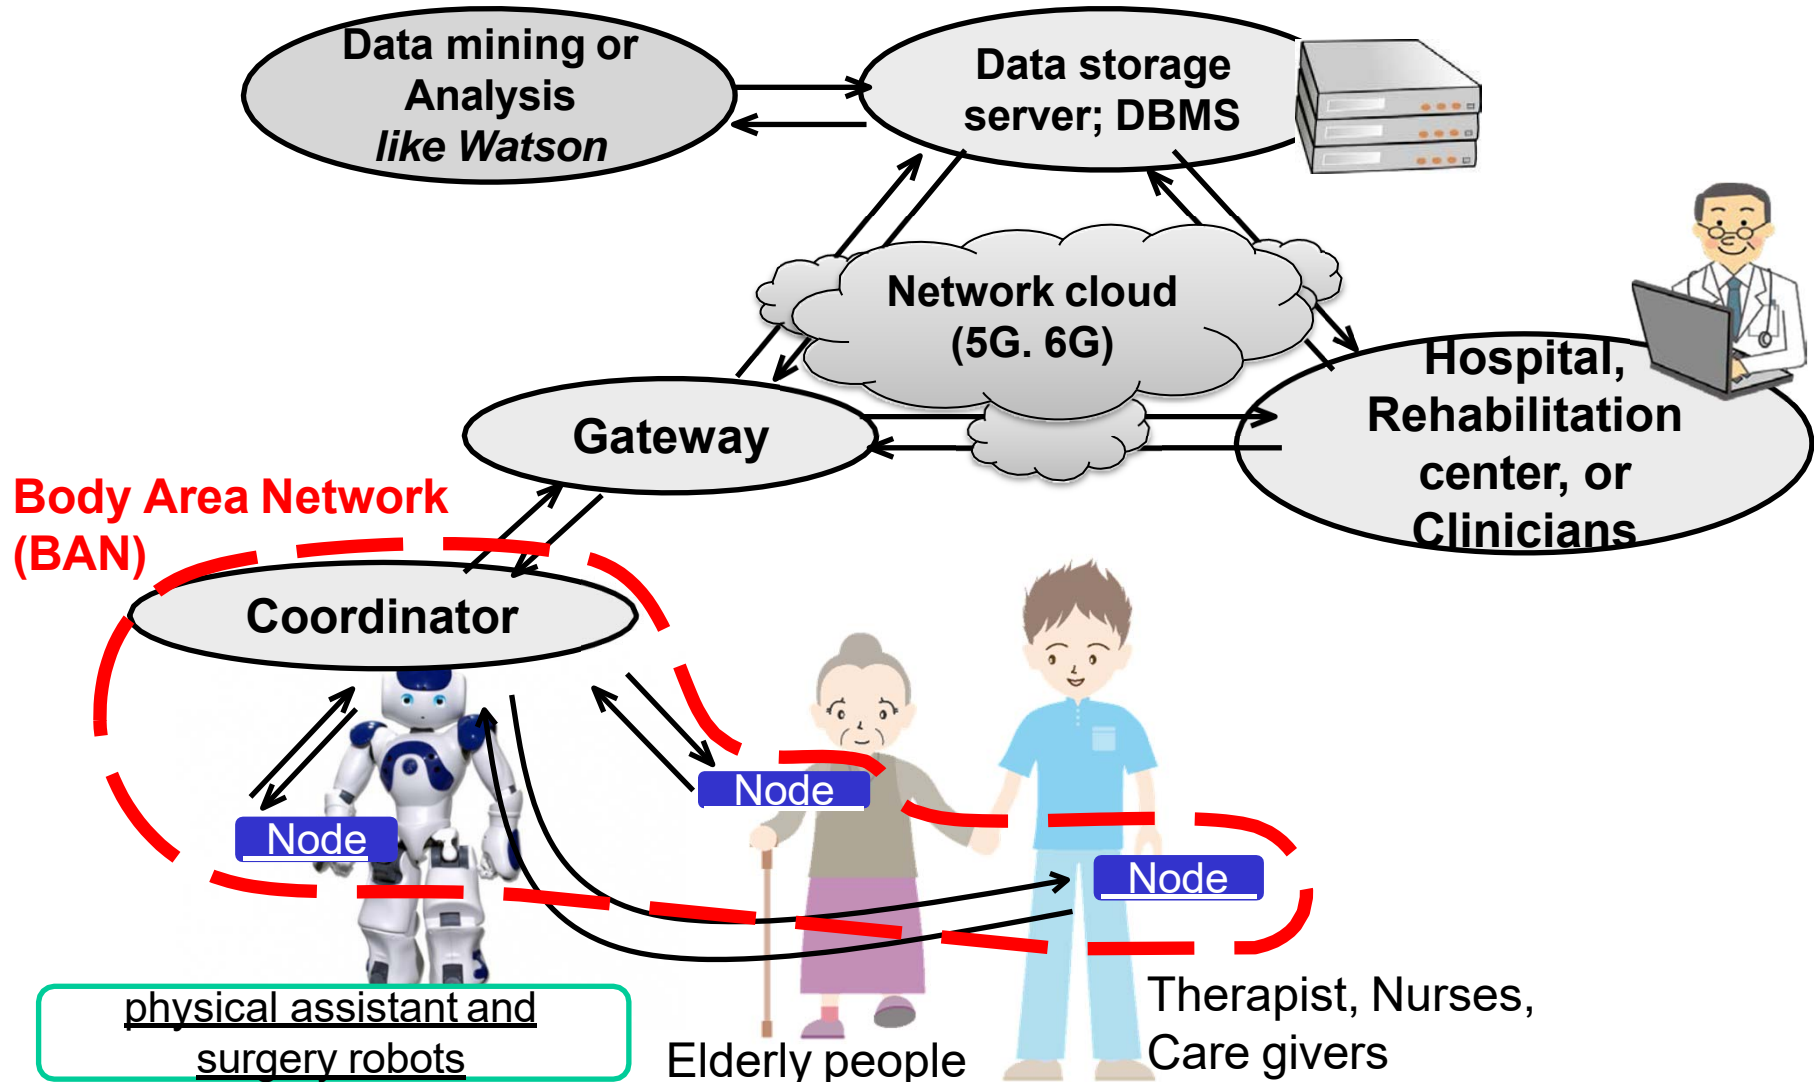 Data mining or
Analysis
like Watson
Data storage
server; DBMS
Network cloud
(5G. 6G)
Hospital,
Rehabilitation
center, or
Clinicians
Gateway
Body Area Network
(BAN)
Coordinator
Node
Node
Node
physical assistant and
surgery robots
Elderly people
Therapist, Nurses,
Care givers